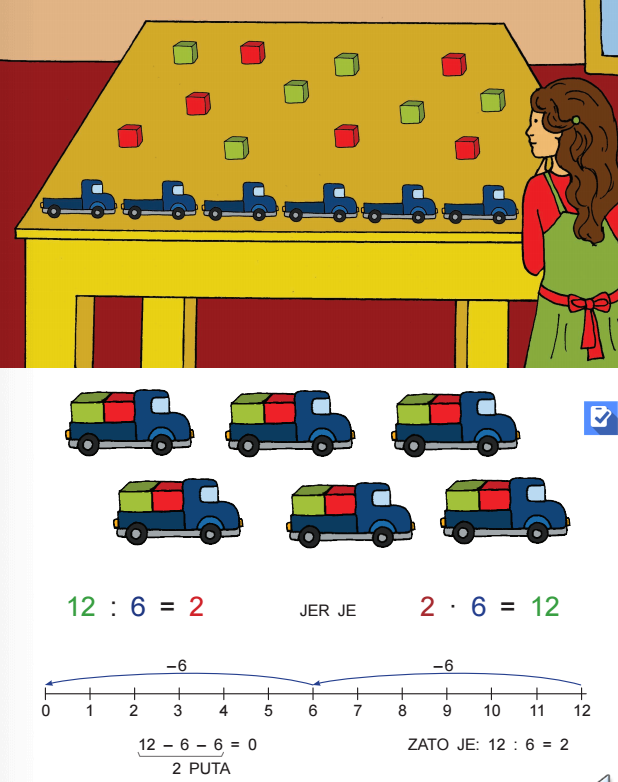 12 : 6 = 2 JER JE 2 · 6 = 12
–6 –6
0 1 2 3 4 5 6 7 8 9 10 11 12
12 – 6 – 6 = 0 ZATO JE: 12 : 6 = 2
2 PUTA